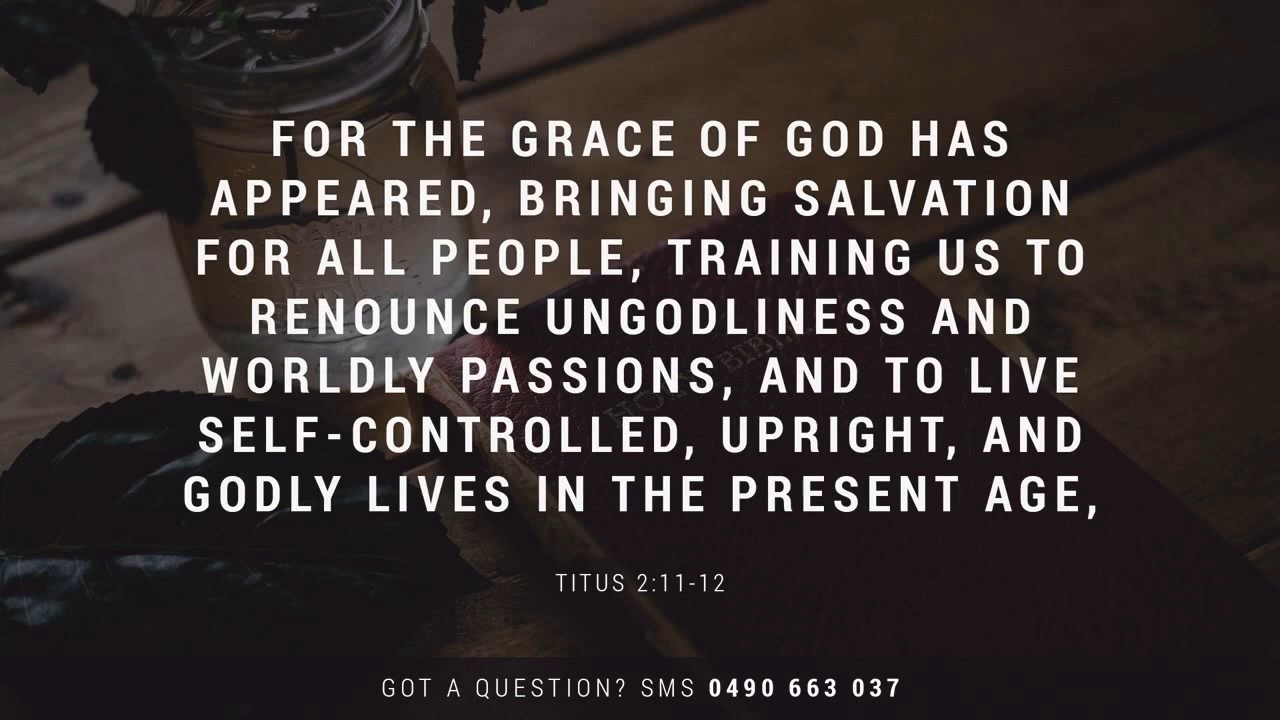 FOR THE GRACE OF GOD HAS
APPEARED, BRINGING SALVATION
FOR ALL PEOPLE, TRAINING US TO
RENOUNCE UNGODLINESS AND
WORLDLY PASSIONS, AND TO LIVE
SELF-CONTROLLED, UPRIGHT, AND
GODLY LIVES IN THE PRESENT AGE,
TITUS 2:11-12
GOT A QUESTION? SMS 0490 663 037
HOLY BIBLE